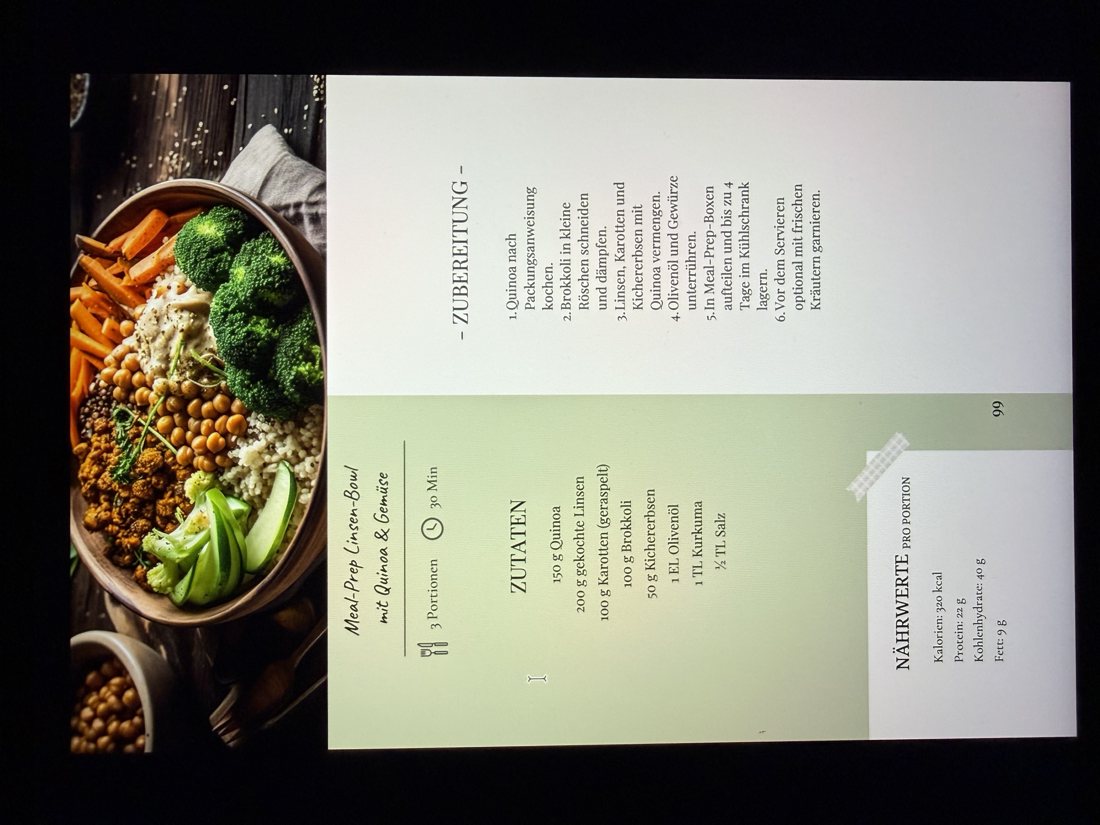 Meal-Prep Linsen-Bowl
mit Quinoa & Gemüse
3 Portionen 30 Min
ZUTATEN
150 g Quinoa
200 g gekochte Linsen
100 g Karotten (geraspelt)
100 g Brokkoli
50 g Kichererbsen
1 EL Olivenöl
1 TL Kurkuma
½ TL Salz
NÄHRWERTE PRO PORTION
Kalorien: 320 kcal
Protein: 22 g
Kohlenhydrate: 40 g
Fett: 9 g
- ZUBEREITUNG -
1. Quinoa nach
Packungsanweisung
kochen.
2. Brokkoli in kleine
Röschen schneiden
und dämpfen.
3. Linsen, Karotten und
Kichererbsen mit
Quinoa vermengen.
4. Olivenöl und Gewürze
unterrühren.
5. In Meal-Prep-Boxen
aufteilen und bis zu 4
Tage im Kühlschrank
lagern.
6. Vor dem Servieren
optional mit frischen
Kräutern garnieren.
99